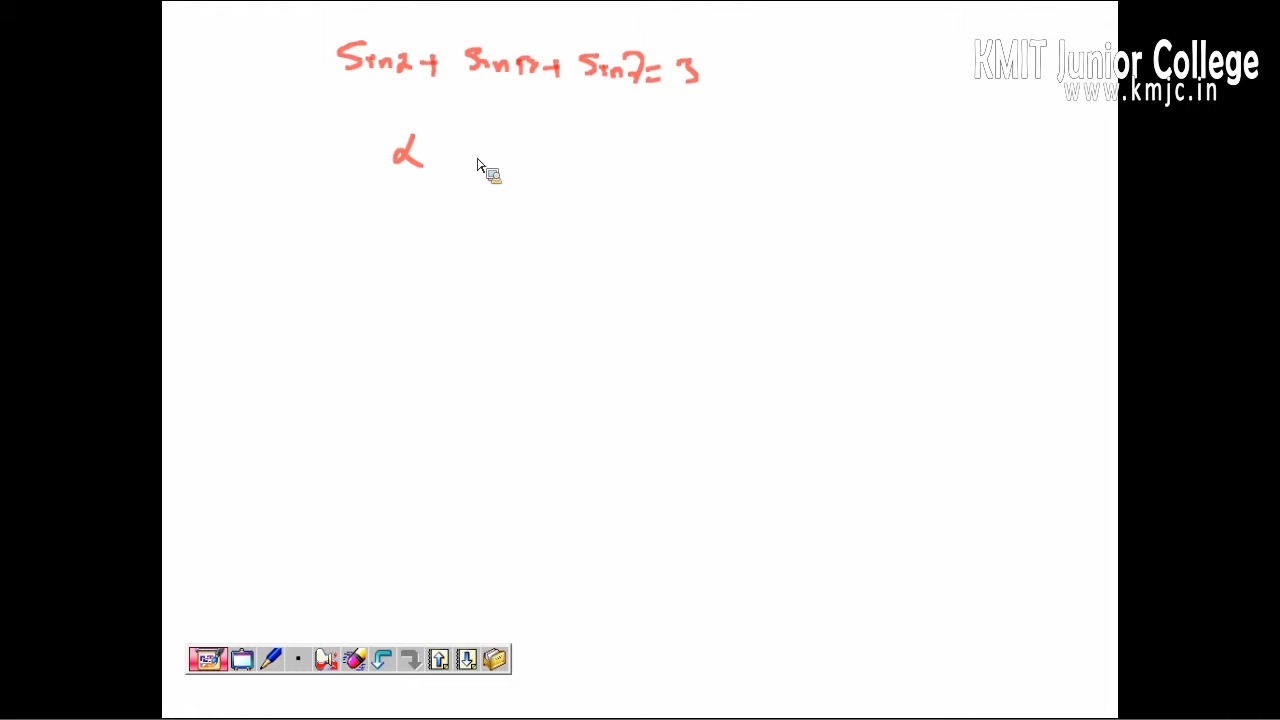 sinα + sinβ + sinγ = 3
α
KMIT Junior College
www.kmjc.in